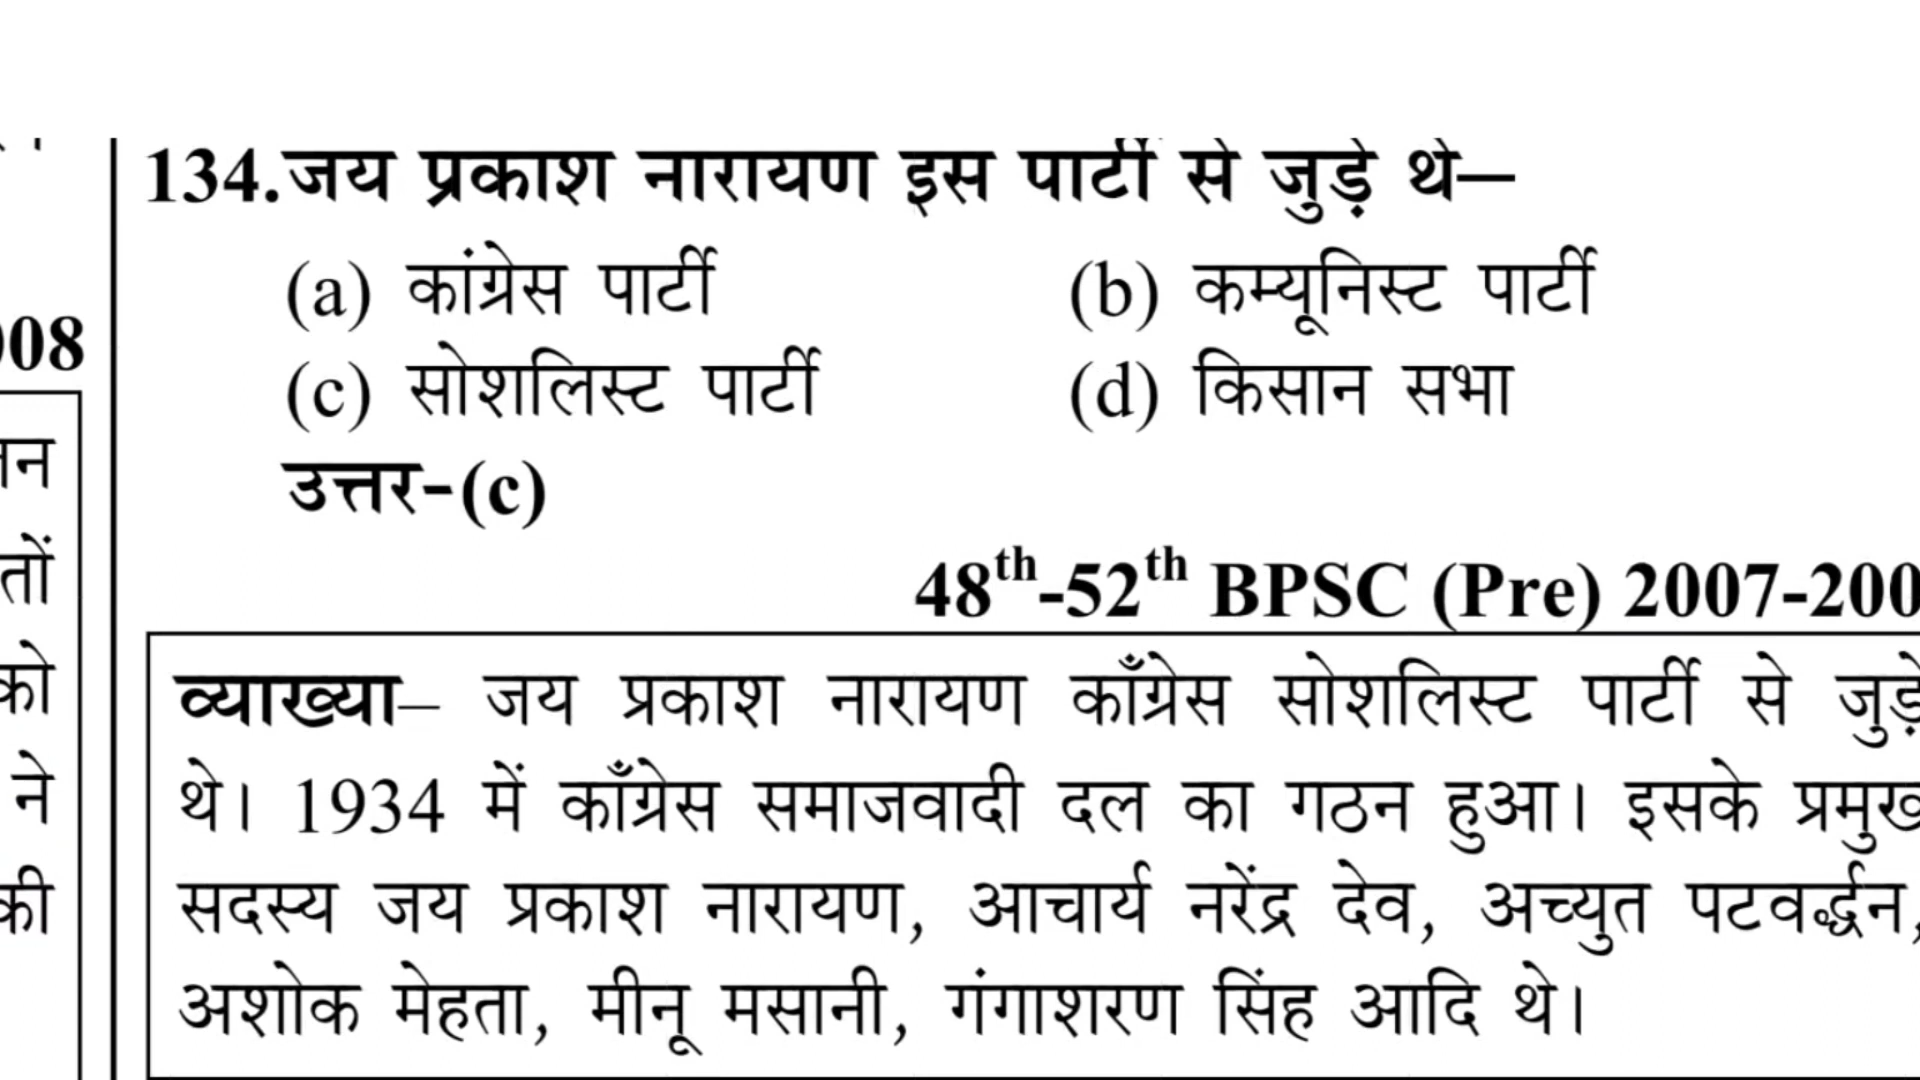 134.जय प्रकाश नारायण इस पार्टी से जुड़े थे—
(a) कांग्रेस पार्टी (b) कम्यूनिस्ट पार्टी
(c) सोशलिस्ट पार्टी (d) किसान सभा
उत्तर-(c)
08
48th-52th BPSC (Pre) 2007-200
व्याख्या– जय प्रकाश नारायण काँग्रेस सोशलिस्ट पार्टी से जुड़े
थे। 1934 में काँग्रेस समाजवादी दल का गठन हुआ। इसके प्रमुख
सदस्य जय प्रकाश नारायण, आचार्य नरेंद्र देव, अच्युत पटवर्द्धन,
अशोक मेहता, मीनू मसानी, गंगाशरण सिंह आदि थे।
तों
को
ने
की